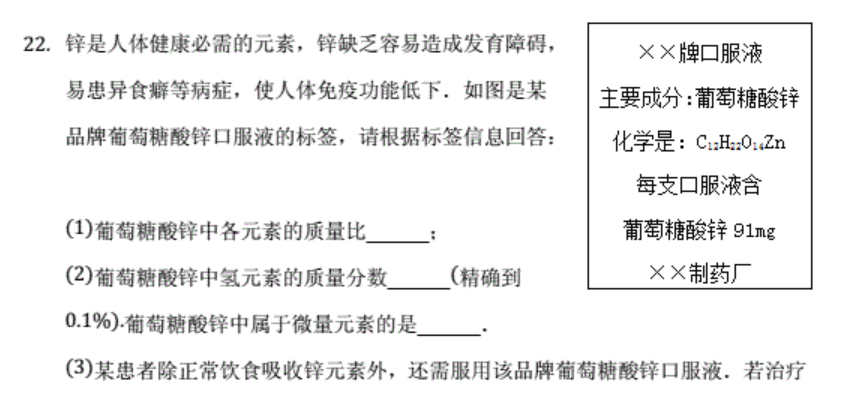 22. 锌是人体健康必需的元素，锌缺乏容易造成发育障碍，
易患异食癖等病症，使人体免疫功能低下．如图是某
品牌葡萄糖酸锌口服液的标签，请根据标签信息回答：
(1)葡萄糖酸锌中各元素的质量比______；
(2)葡萄糖酸锌中氢元素的质量分数______(精确到
0.1%).葡萄糖酸锌中属于微量元素的是______．
(3)某患者除正常饮食吸收锌元素外，还需服用该品牌葡萄糖酸锌口服液．若治疗
××牌口服液
主要成分：葡萄糖酸锌
化学是：C₁₂H₂₂O₁₄Zn
每支口服液含
葡萄糖酸锌 91mg
××制药厂